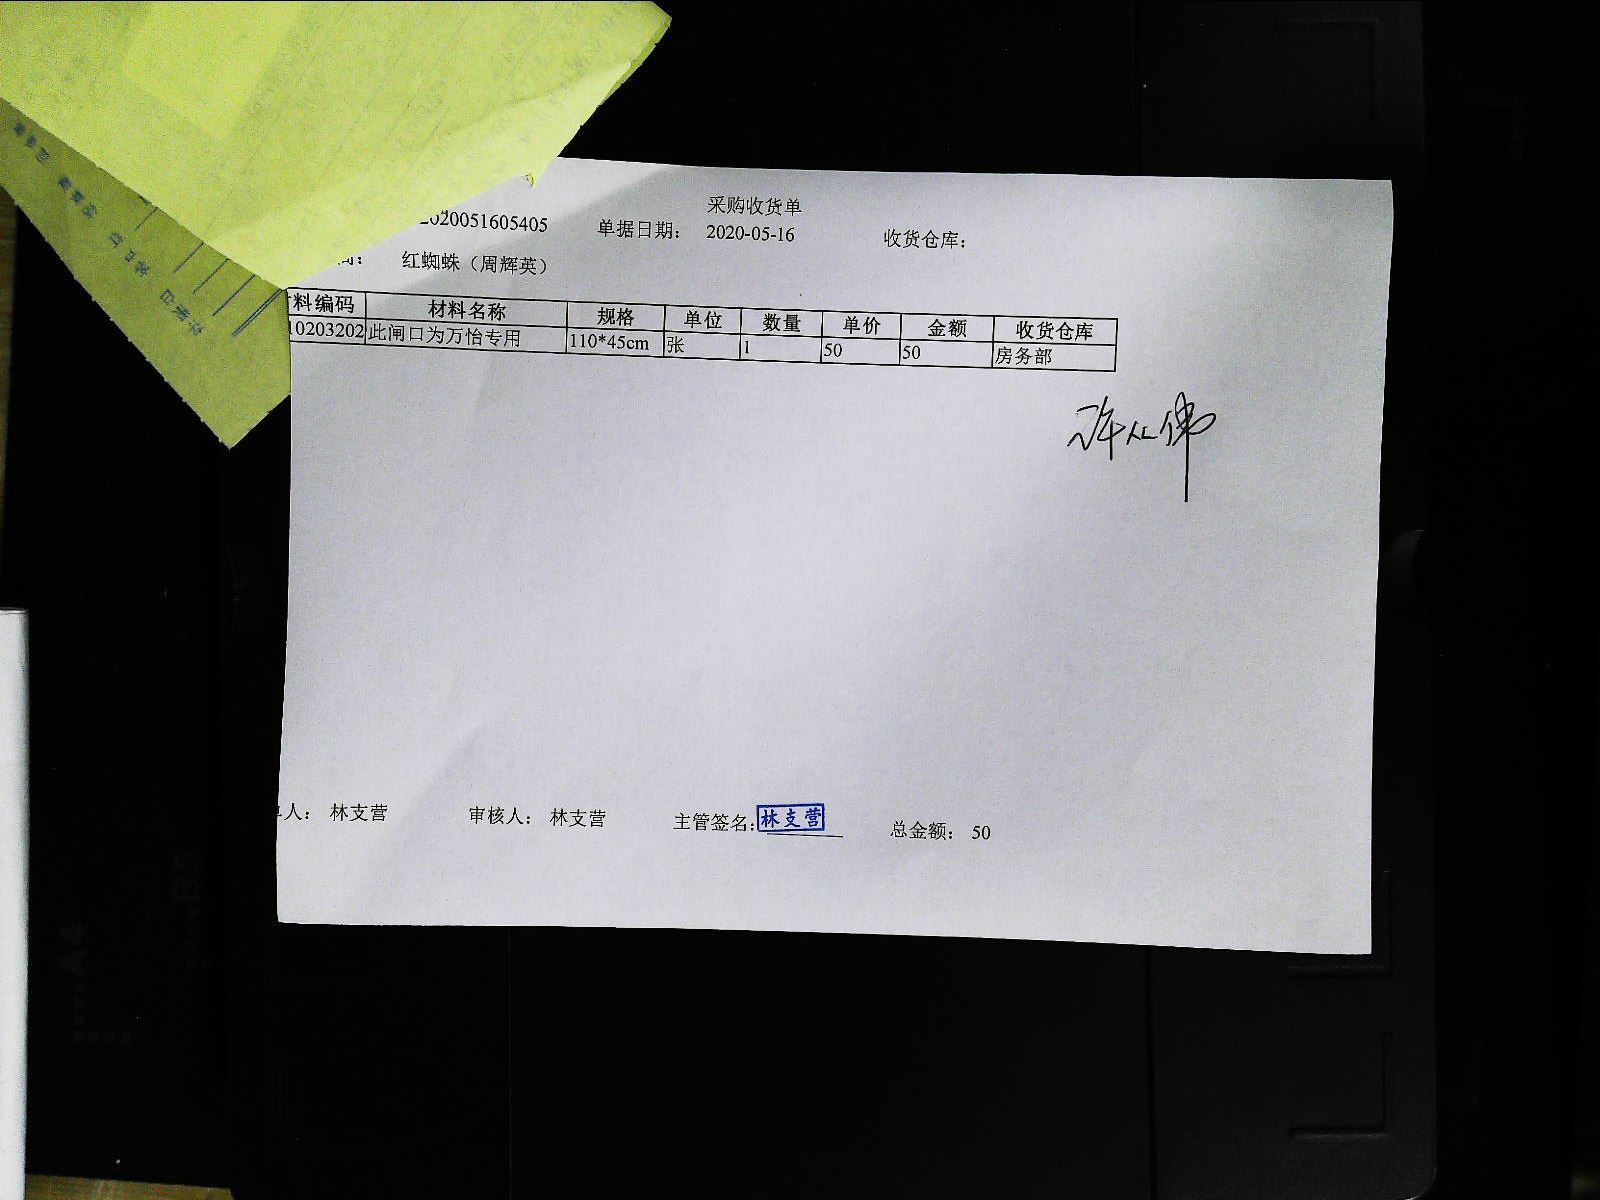 采购收货单
2020051605405 单据日期： 2020-05-16 收货仓库：
商： 红蜘蛛（周辉英）
料编码 材料名称 规格 单位 数量 单价 金额 收货仓库
10203202 此闸口为万怡专用 110*45cm 张 1 50 50 房务部
人： 林支营 审核人： 林支营 主管签名： 林支营 总金额： 50
A4
B5